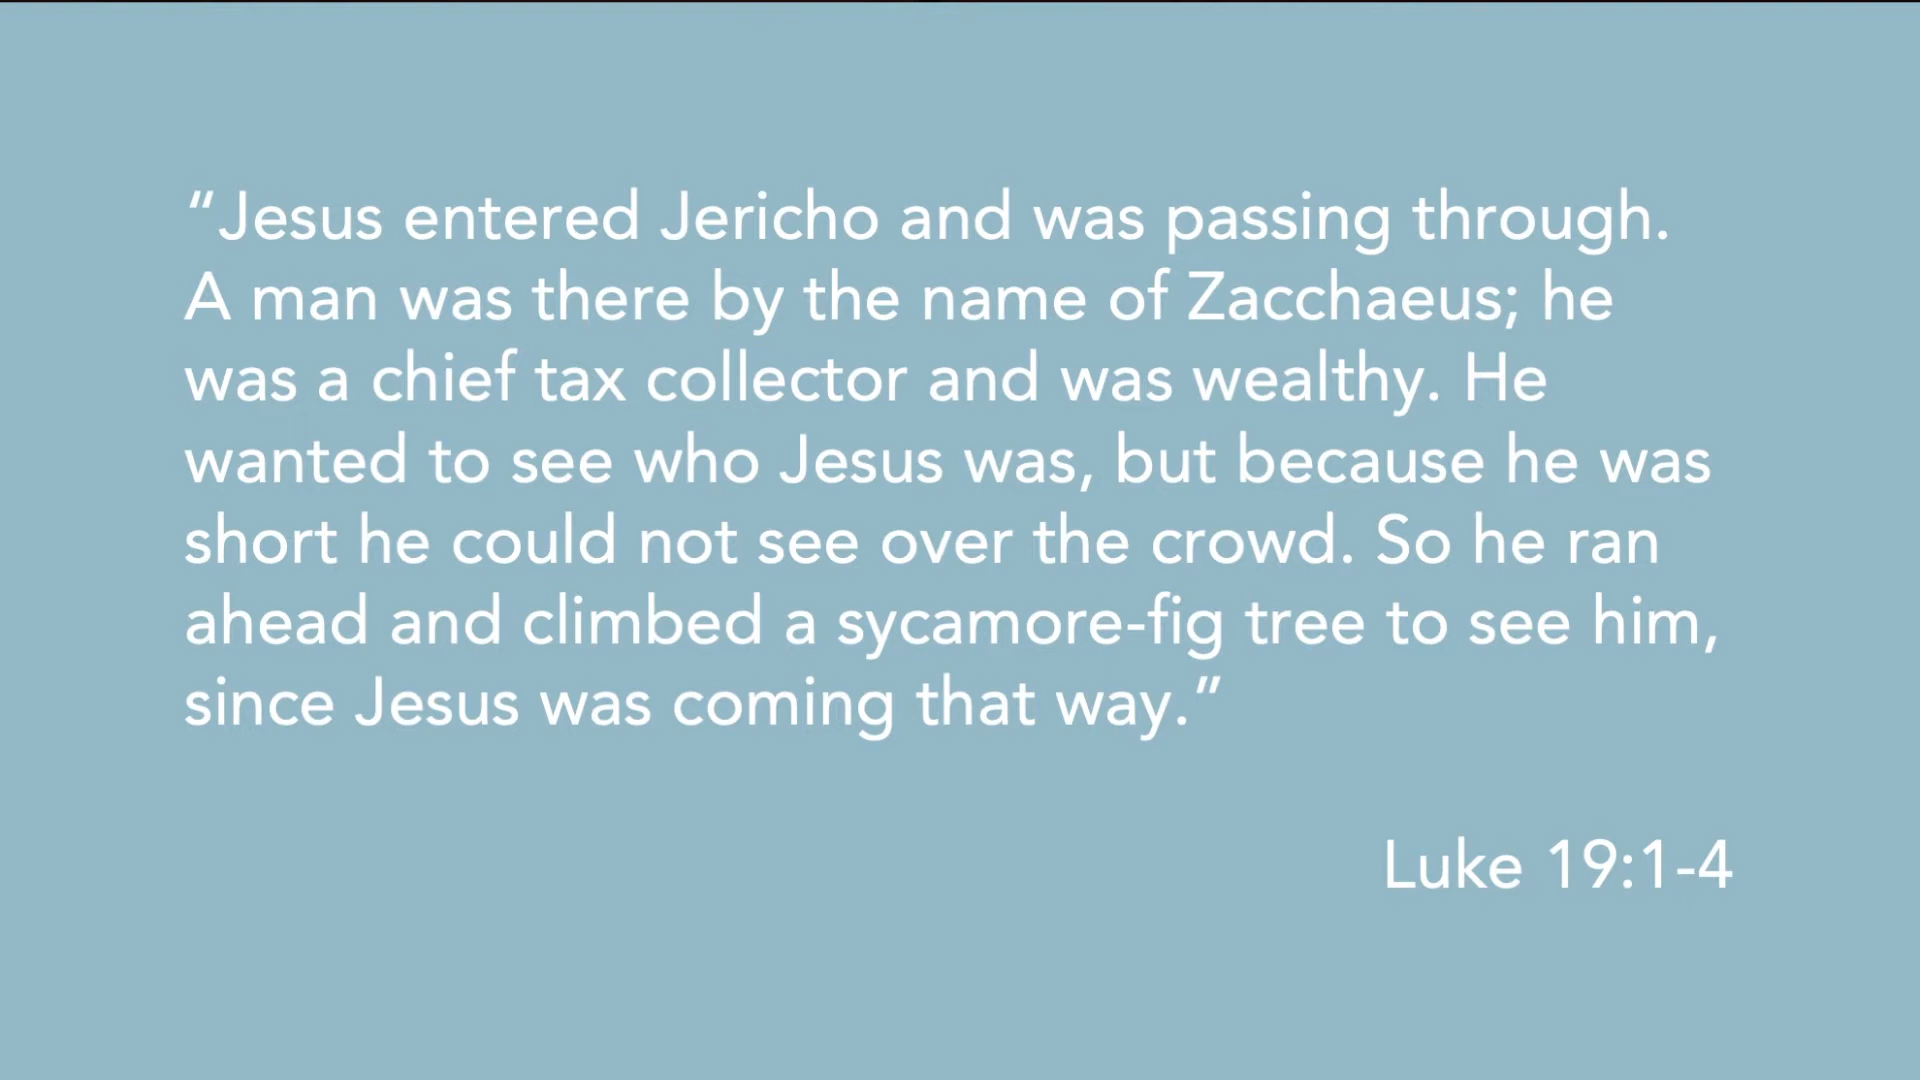 “Jesus entered Jericho and was passing through.
A man was there by the name of Zacchaeus; he
was a chief tax collector and was wealthy. He
wanted to see who Jesus was, but because he was
short he could not see over the crowd. So he ran
ahead and climbed a sycamore-fig tree to see him,
since Jesus was coming that way.”
Luke 19:1-4